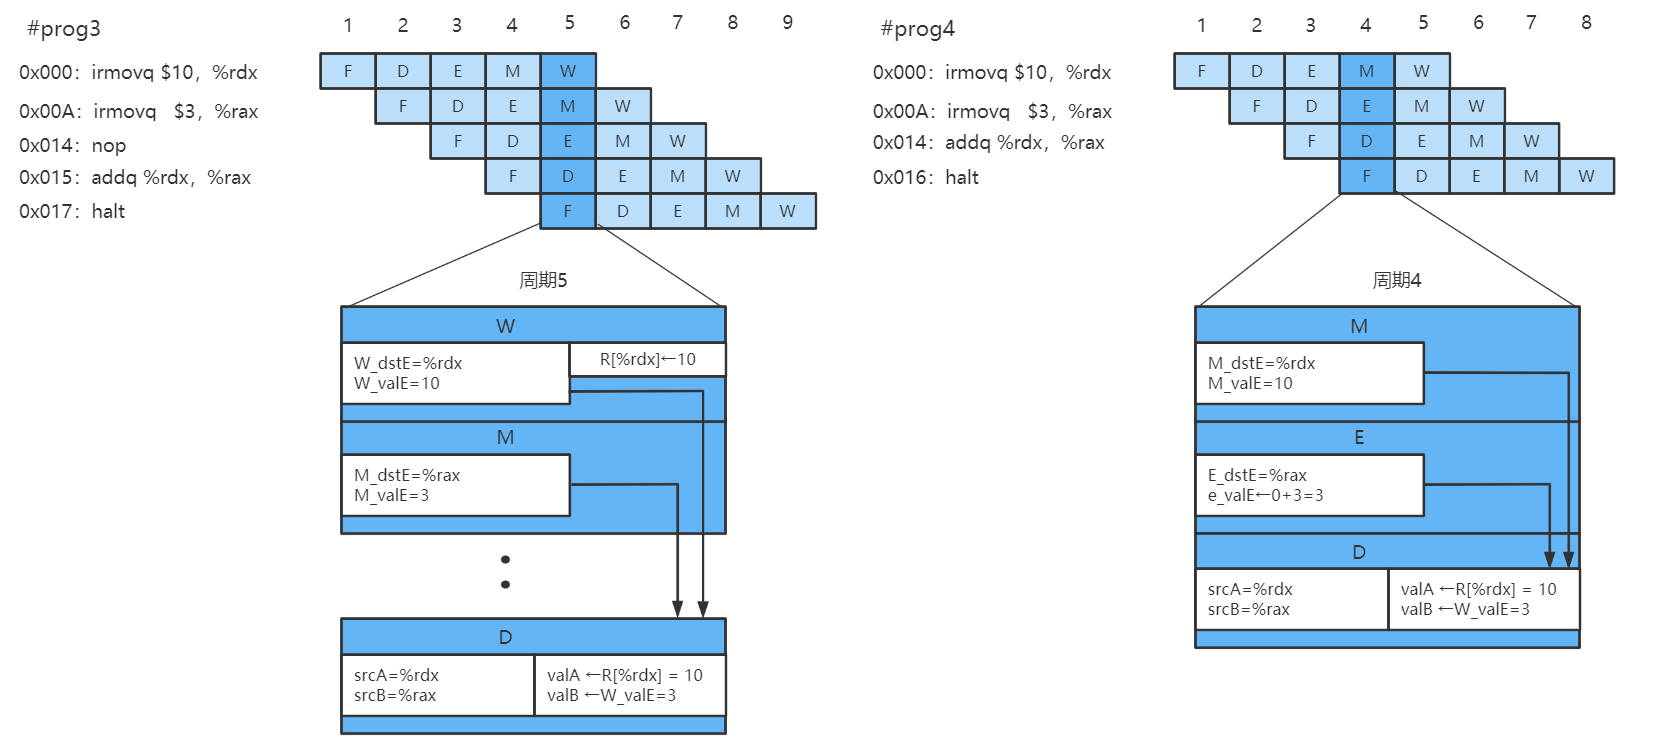 #prog3
1 2 3 4 5 6 7 8 9
0x000：irmovq $10，%rdx F D E M W
0x00A：irmovq $3，%rax F D E M W
0x014：nop F D E M W
0x015：addq %rdx，%rax F D E M W
0x017：halt F D E M W
周期5
W
W_dstE=%rdx
W_valE=10
R[%rdx]←10
M
M_dstE=%rax
M_valE=3
D
srcA=%rdx
srcB=%rax
valA ←R[%rdx] = 10
valB ←W_valE=3
#prog4
1 2 3 4 5 6 7 8
0x000：irmovq $10，%rdx F D E M W
0x00A：irmovq $3，%rax F D E M W
0x014：addq %rdx，%rax F D E M W
0x016：halt F D E M W
周期4
M
M_dstE=%rdx
M_valE=10
E
E_dstE=%rax
e_valE←0+3=3
D
srcA=%rdx
srcB=%rax
valA ←R[%rdx] = 10
valB ←W_valE=3